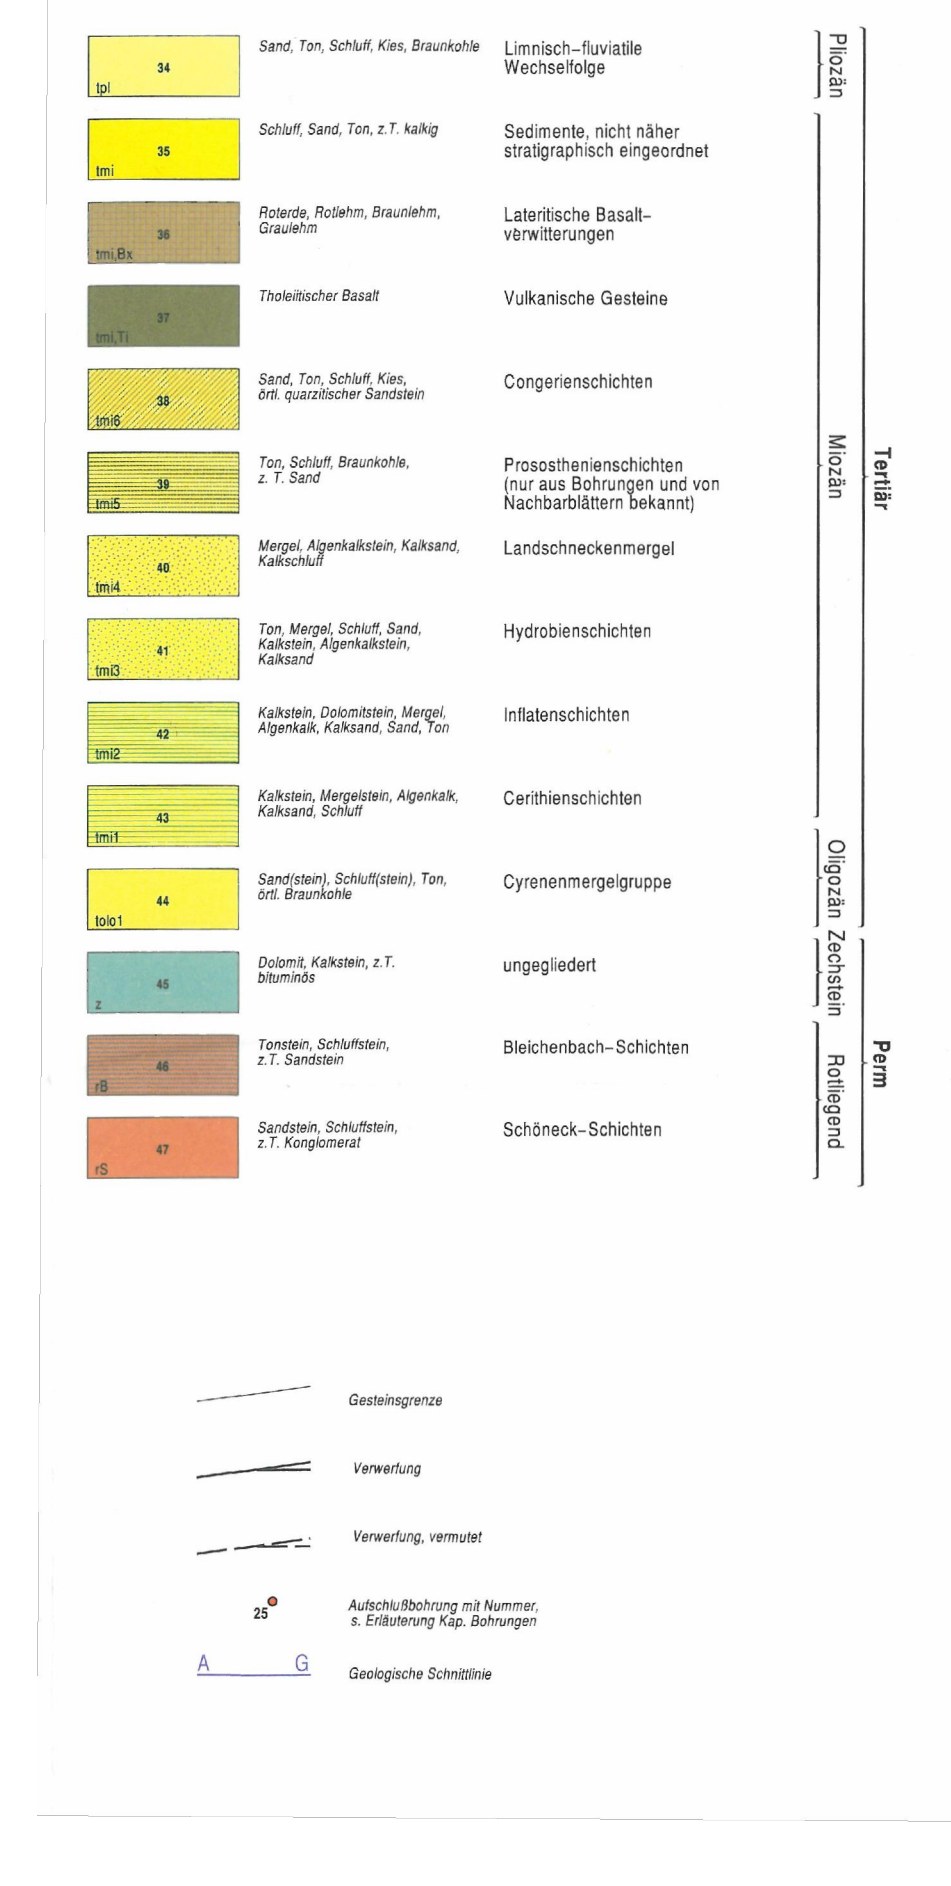 34
tpl
Sand, Ton, Schluff, Kies, Braunkohle
Limnisch-fluviatile
Wechselfolge
35
tmi
Schluff, Sand, Ton, z.T. kalkig
Sedimente, nicht näher
stratigraphisch eingeordnet
36
tmi,Bx
Roterde, Rotlehm, Braunlehm,
Graulehm
Lateritische Basalt-
verwitterungen
37
tmi,Ti
Tholeiitischer Basalt
Vulkanische Gesteine
38
tmi6
Sand, Ton, Schluff, Kies,
örtl. quarzitischer Sandstein
Congerienschichten
39
tmi5
Ton, Schluff, Braunkohle,
z. T. Sand
Prososthenienschichten
(nur aus Bohrungen und von
Nachbarblättern bekannt)
40
tmi4
Mergel, Algenkalkstein, Kalksand,
Kalkschluff
Landschneckenmergel
41
tmi3
Ton, Mergel, Schluff, Sand,
Kalkstein, Algenkalkstein,
Kalksand
Hydrobienschichten
42
tmi2
Kalkstein, Dolomitstein, Mergel,
Algenkalk, Kalksand, Sand, Ton
Inflatenschichten
43
tmi1
Kalkstein, Mergelstein, Algenkalk,
Kalksand, Schluff
Cerithienschichten
44
tolo1
Sand(stein), Schluff(stein), Ton,
örtl. Braunkohle
Cyrenenmergelgruppe
45
z
Dolomit, Kalkstein, z.T.
bituminös
ungegliedert
46
rB
Tonstein, Schluffstein,
z.T. Sandstein
Bleichenbach-Schichten
47
rS
Sandstein, Schluffstein,
z.T. Konglomerat
Schöneck-Schichten
Pliozän
Miozän
Oligozän
Zechstein
Rotliegend
Tertiär
Perm
Gesteinsgrenze
Verwerfung
Verwerfung, vermutet
25
Aufschlußbohrung mit Nummer,
s. Erläuterung Kap. Bohrungen
A G
Geologische Schnittlinie